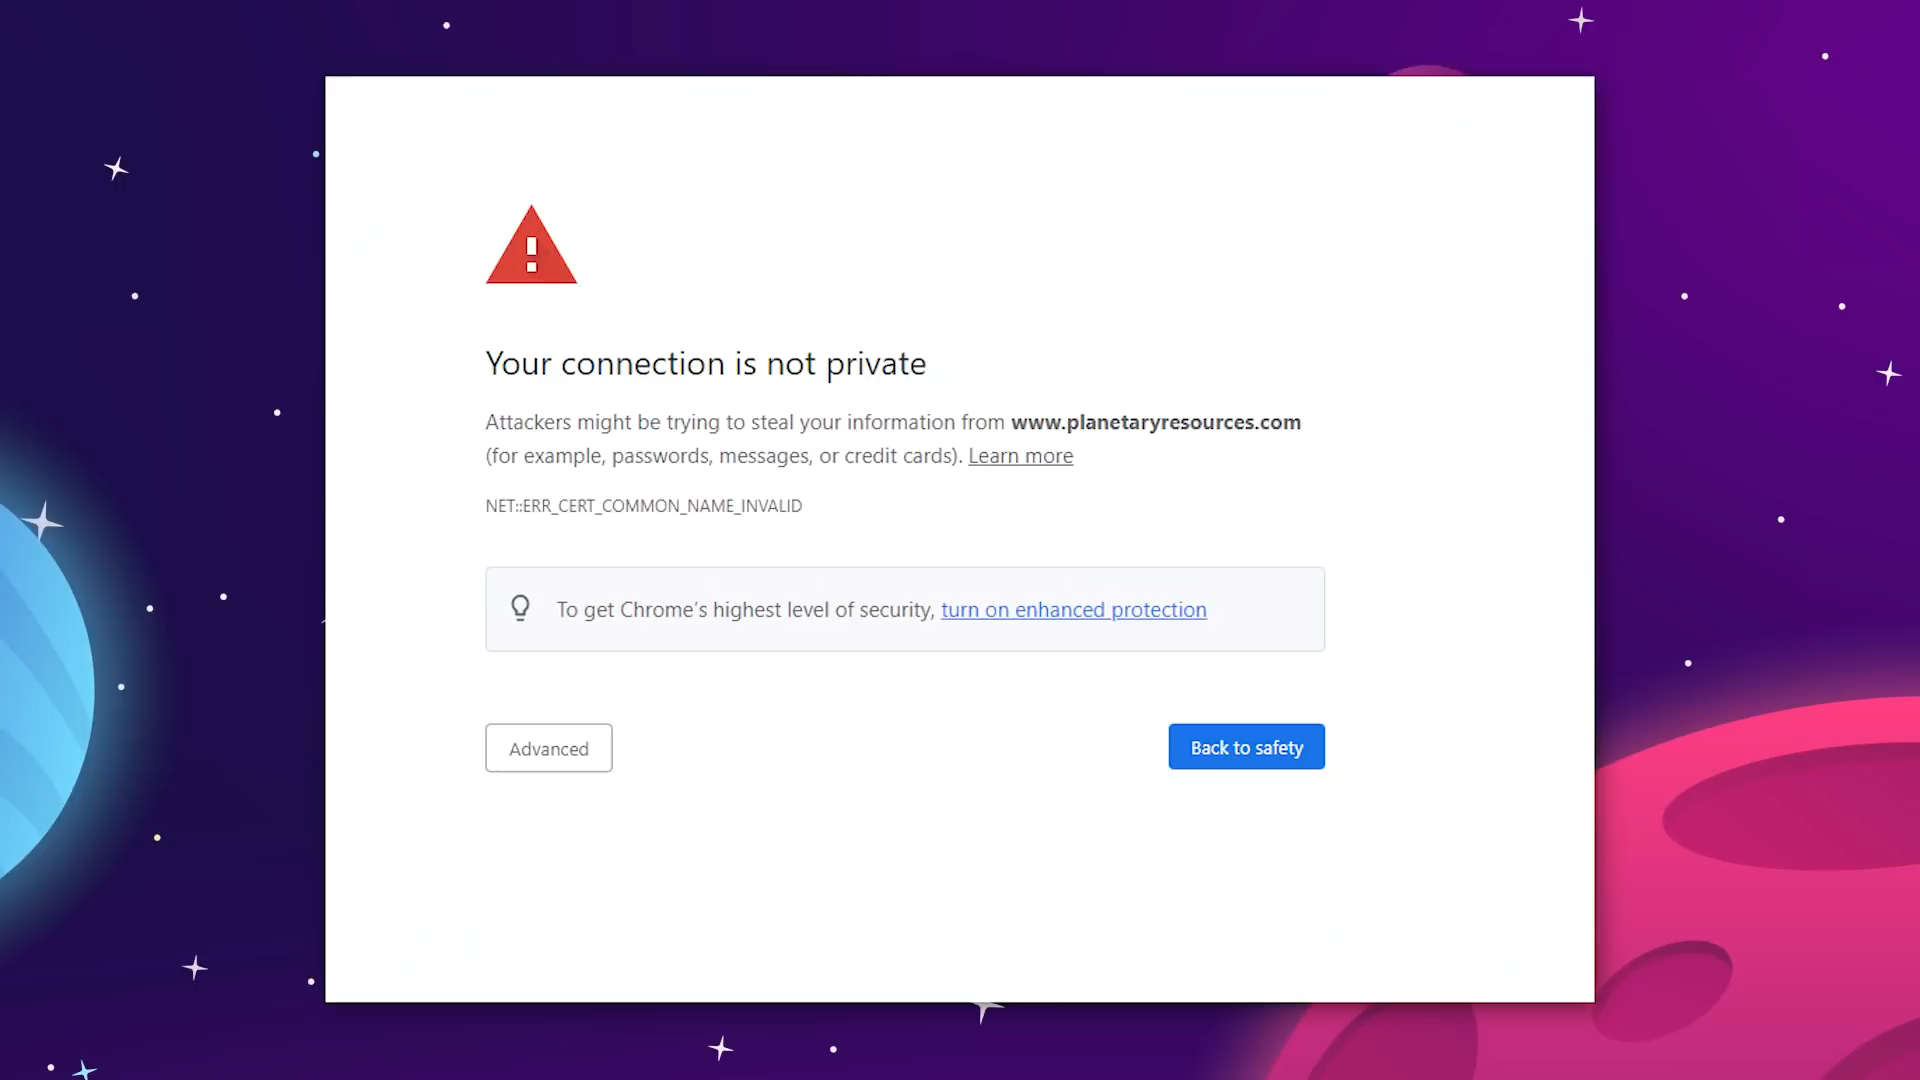 Your connection is not private
Attackers might be trying to steal your information from www.planetaryresources.com
(for example, passwords, messages, or credit cards). Learn more
NET::ERR_CERT_COMMON_NAME_INVALID
To get Chrome's highest level of security, turn on enhanced protection
Advanced
Back to safety